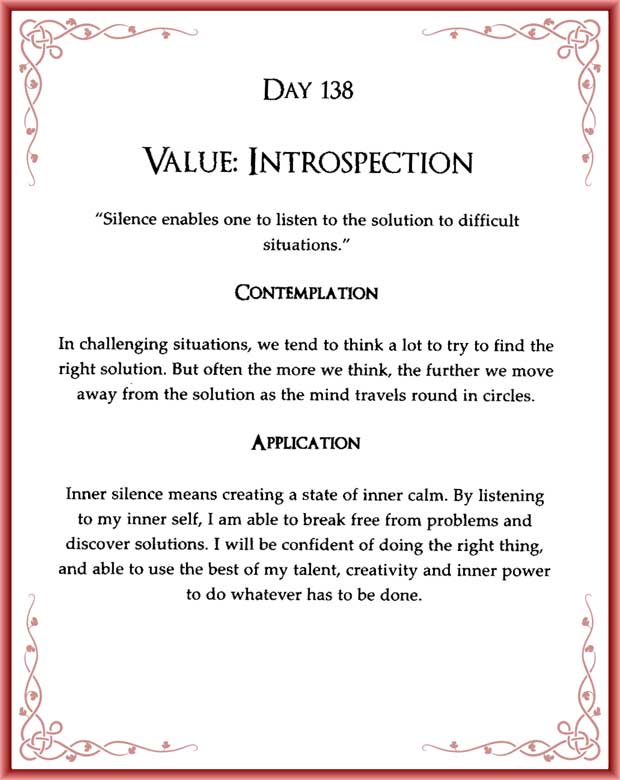 DAY 138
VALUE: INTROSPECTION
“Silence enables one to listen to the solution to difficult
situations.”
CONTEMPLATION
In challenging situations, we tend to think a lot to try to find the
right solution. But often the more we think, the further we move
away from the solution as the mind travels round in circles.
APPLICATION
Inner silence means creating a state of inner calm. By listening
to my inner self, I am able to break free from problems and
discover solutions. I will be confident of doing the right thing,
and able to use the best of my talent, creativity and inner power
to do whatever has to be done.